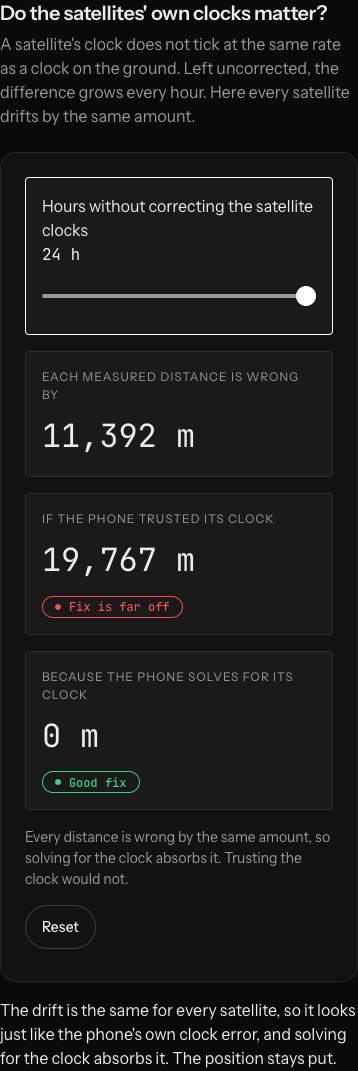 Do the satellites' own clocks matter?
A satellite's clock does not tick at the same rate
as a clock on the ground. Left uncorrected, the
difference grows every hour. Here every satellite
drifts by the same amount.
Hours without correcting the satellite
clocks
24 h
EACH MEASURED DISTANCE IS WRONG
BY
11,392 m
IF THE PHONE TRUSTED ITS CLOCK
19,767 m
Fix is far off
BECAUSE THE PHONE SOLVES FOR ITS
CLOCK
0 m
Good fix
Every distance is wrong by the same amount, so
solving for the clock absorbs it. Trusting the
clock would not.
Reset
The drift is the same for every satellite, so it looks
just like the phone's own clock error, and solving
for the clock absorbs it. The position stays put.